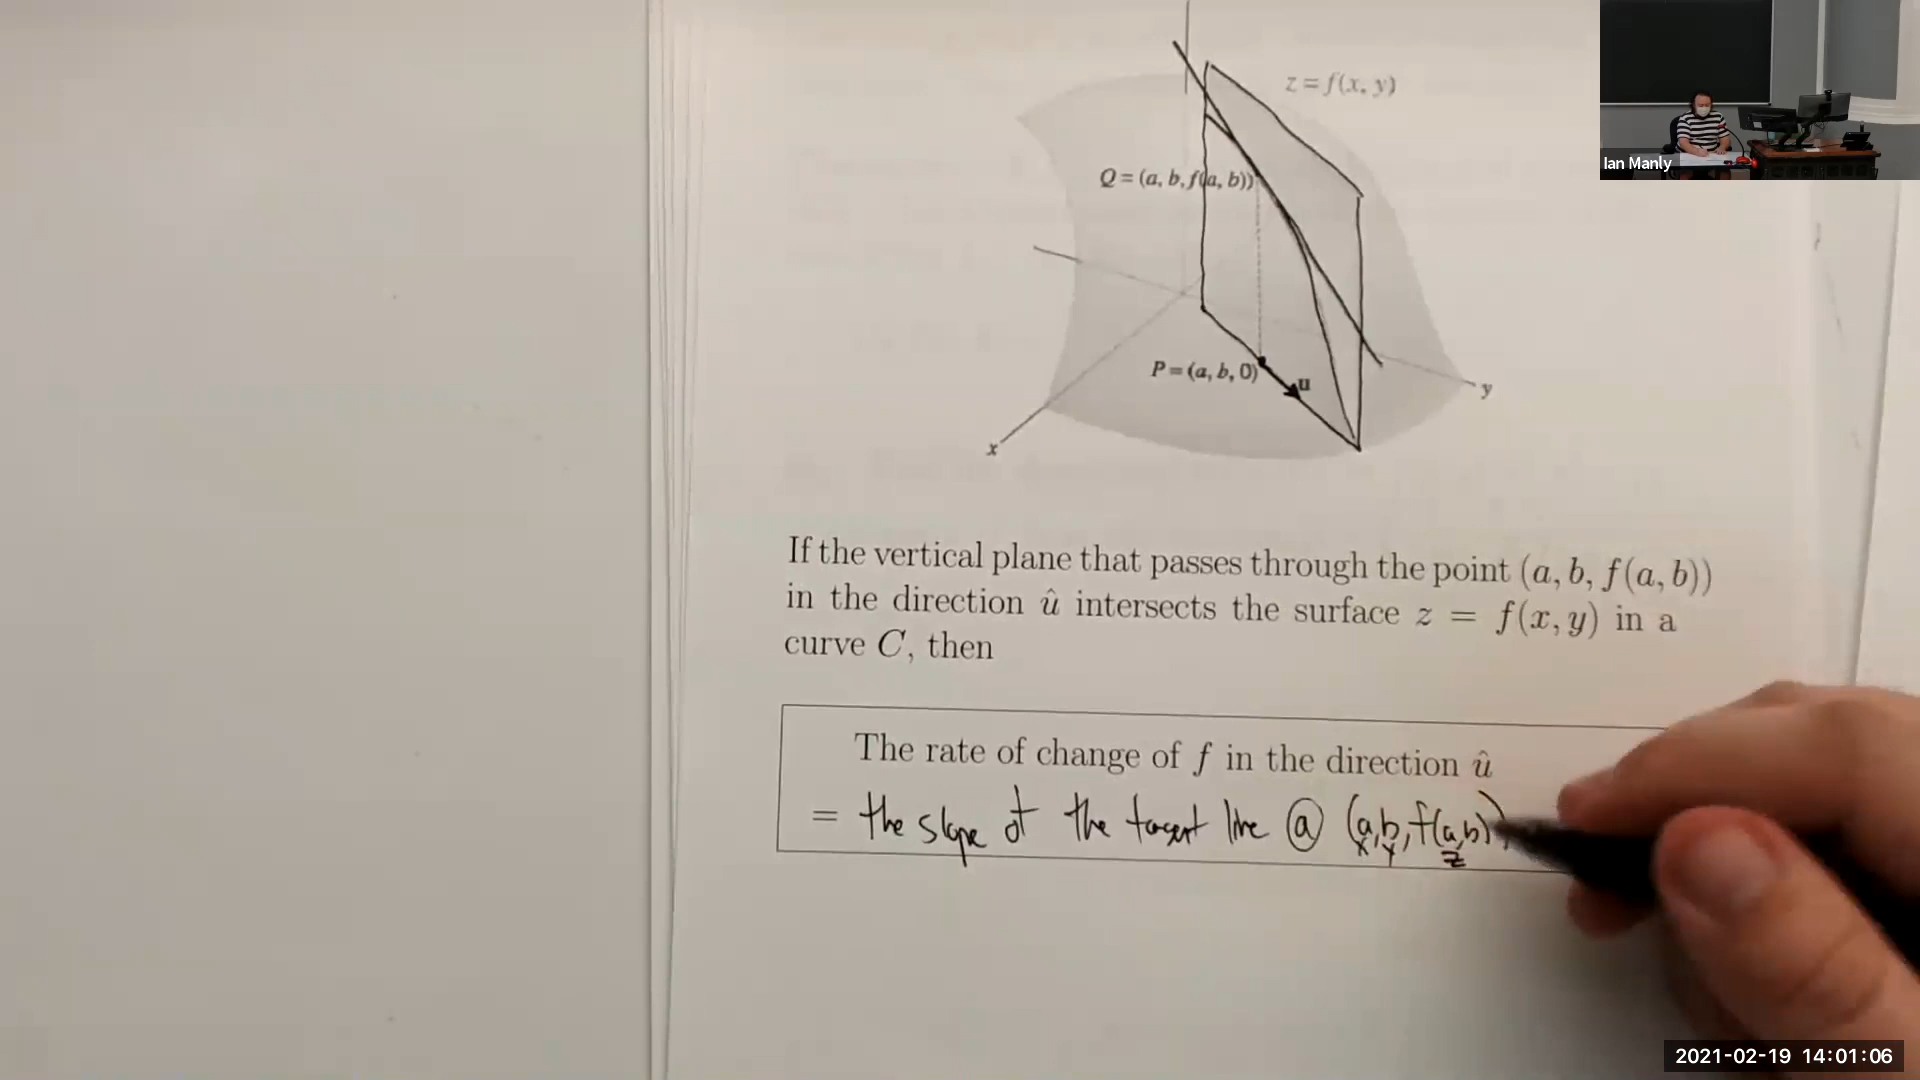 z = f(x, y)
Ian Manly
Q = (a, b, f(a, b))
P = (a, b, 0)
u
y
x
If the vertical plane that passes through the point (a, b, f(a, b))
in the direction û intersects the surface z = f(x, y) in a
curve C, then
The rate of change of f in the direction û
= the slope of the tangent line @ (a, b, f(a,b))
x y z
2021-02-19 14:01:06